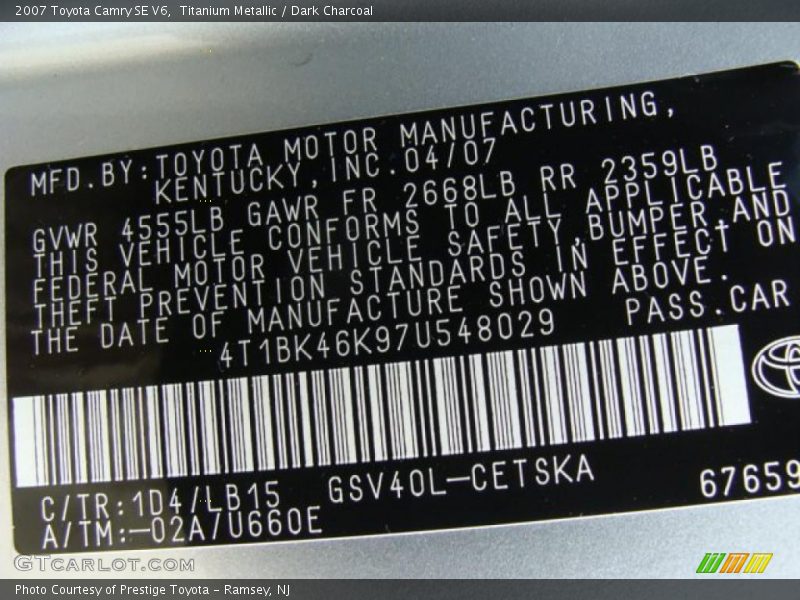 2007 Toyota Camry SE V6,  Titanium Metallic / Dark Charcoal
MFD.BY:TOYOTA MOTOR MANUFACTURING,
KENTUCKY,INC.04/07
GVWR 4555LB GAWR FR 2668LB RR 2359LB
THIS VEHICLE CONFORMS TO ALL APPLICABLE
FEDERAL MOTOR VEHICLE SAFETY,BUMPER,AND
THEFT PREVENTION STANDARDS IN EFFECT ON
THE DATE OF MANUFACTURE SHOWN ABOVE.
4T1BK46K97U548029 PASS.CAR
C/TR:1D4/LB15 GSV40L-CETSKA 67659
A/TM:-02A/U660E
GTCARLOT.COM
Photo Courtesy of Prestige Toyota - Ramsey, NJ